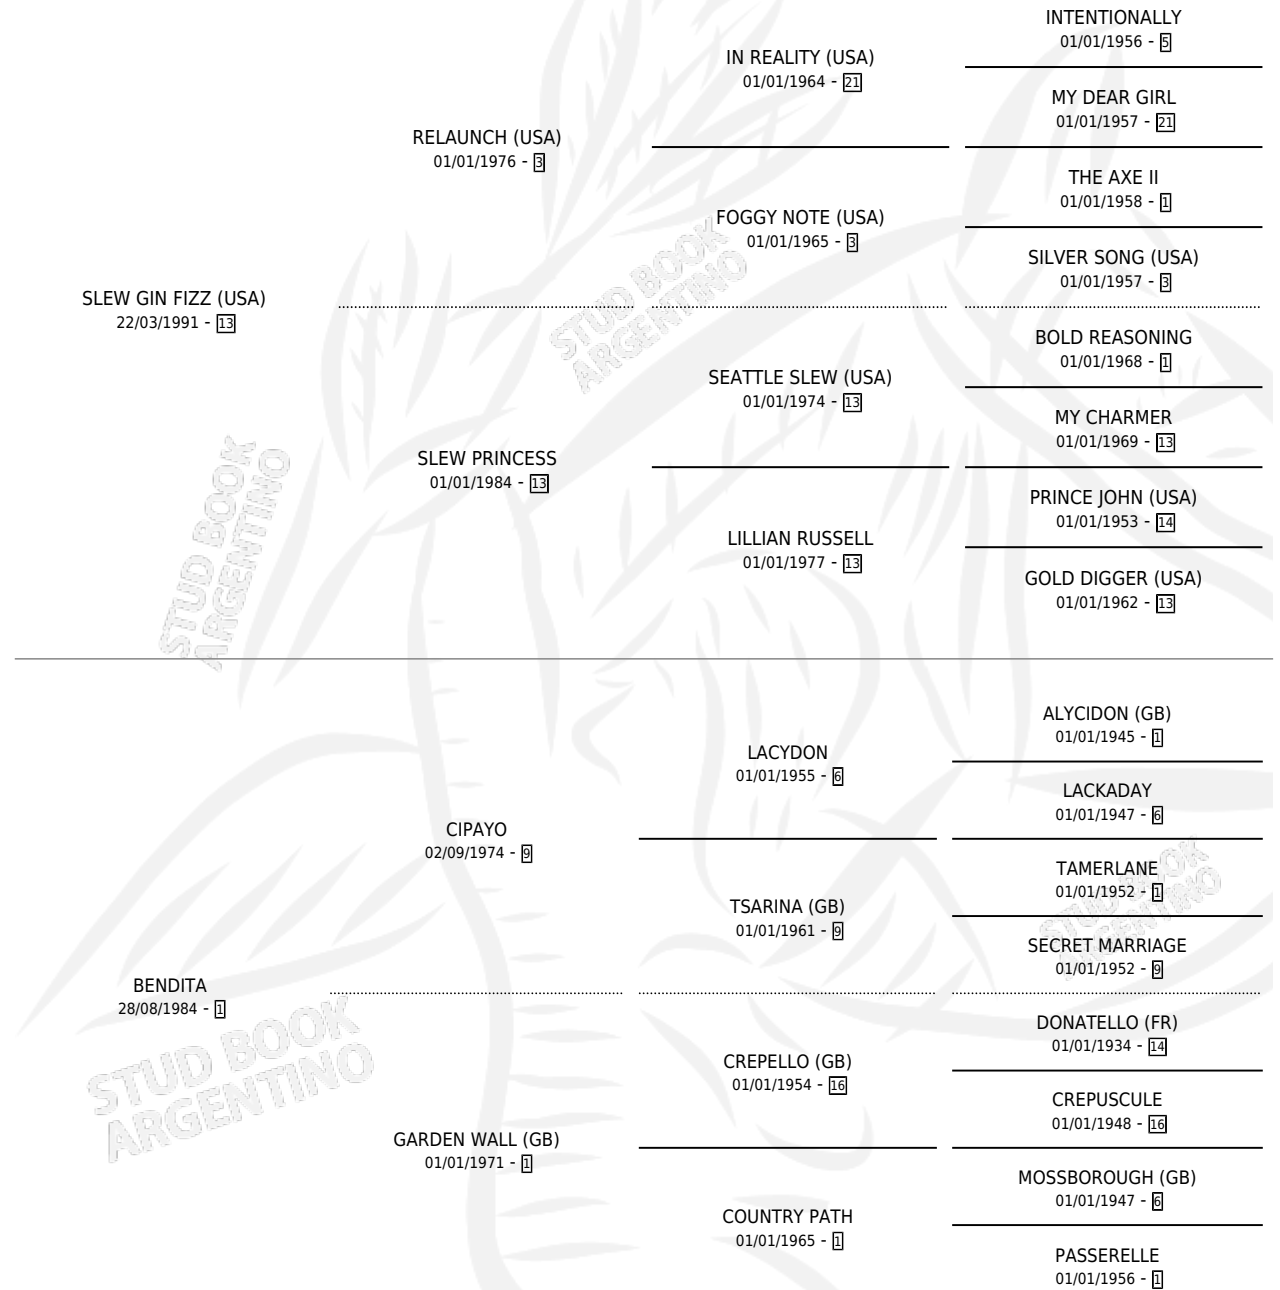 INTENTIONALLY
01/01/1956 - 5
IN REALITY (USA)
01/01/1964 - 21
MY DEAR GIRL
01/01/1957 - 21
RELAUNCH (USA)
01/01/1976 - 3
THE AXE II
01/01/1958 - 1
FOGGY NOTE (USA)
01/01/1965 - 3
SILVER SONG (USA)
01/01/1957 - 3
SLEW GIN FIZZ (USA)
22/03/1991 - 13
BOLD REASONING
01/01/1968 - 1
SEATTLE SLEW (USA)
01/01/1974 - 13
MY CHARMER
01/01/1969 - 13
SLEW PRINCESS
01/01/1984 - 13
PRINCE JOHN (USA)
01/01/1953 - 14
LILLIAN RUSSELL
01/01/1977 - 13
GOLD DIGGER (USA)
01/01/1962 - 13
ALYCIDON (GB)
01/01/1945 - 1
LACYDON
01/01/1955 - 6
LACKADAY
01/01/1947 - 6
CIPAYO
02/09/1974 - 9
TAMERLANE
01/01/1952 - 1
TSARINA (GB)
01/01/1961 - 9
SECRET MARRIAGE
01/01/1952 - 9
BENDITA
28/08/1984 - 1
DONATELLO (FR)
01/01/1934 - 14
CREPELLO (GB)
01/01/1954 - 16
CREPUSCULE
01/01/1948 - 16
GARDEN WALL (GB)
01/01/1971 - 1
MOSSBOROUGH (GB)
01/01/1947 - 6
COUNTRY PATH
01/01/1965 - 1
PASSERELLE
01/01/1956 - 1
STUD BOOK
ARGENTINO
STUD BOOK
ARGENTINO
STUD BOOK
ARGENTINO
STUD BOOK
ARGENTINO